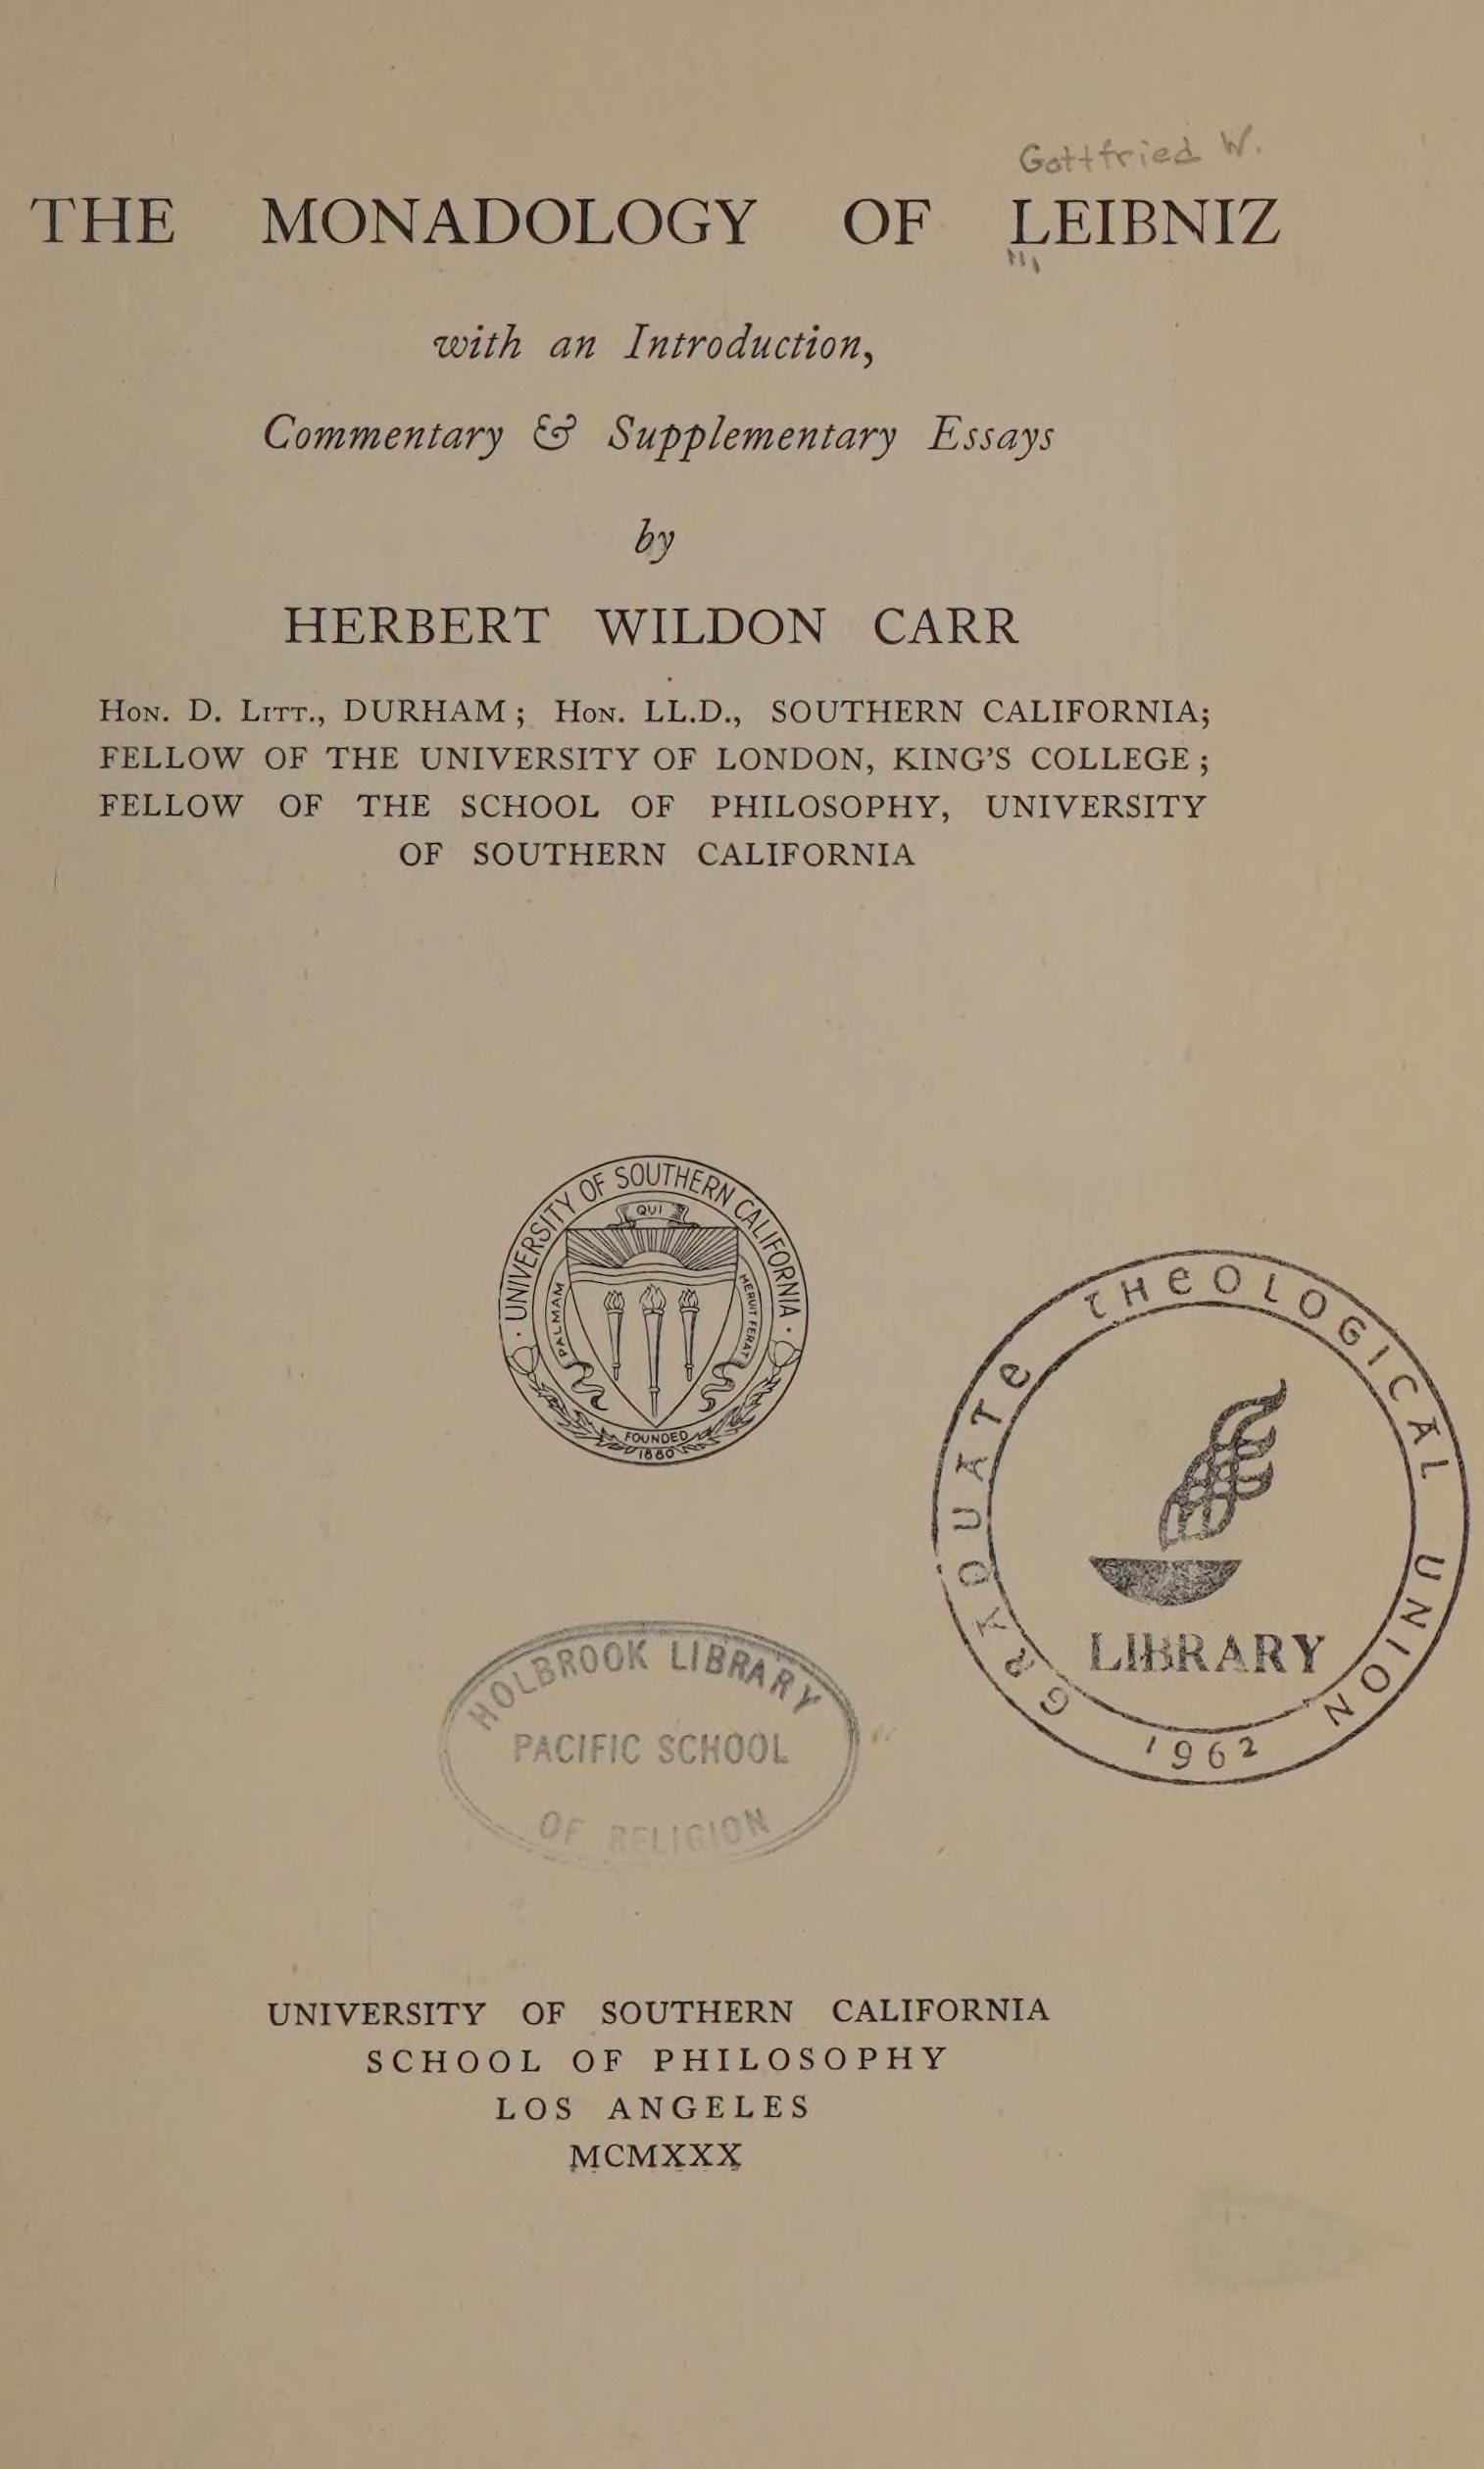 Gottfried W.
THE MONADOLOGY OF LEIBNIZ
with an Introduction,
Commentary & Supplementary Essays
by
HERBERT WILDON CARR
Hon. D. Litt., DURHAM; Hon. LL.D., SOUTHERN CALIFORNIA;
FELLOW OF THE UNIVERSITY OF LONDON, KING'S COLLEGE;
FELLOW OF THE SCHOOL OF PHILOSOPHY, UNIVERSITY
OF SOUTHERN CALIFORNIA
· UNIVERSITY OF SOUTHERN CALIFORNIA ·
QUI
PALMAM
MERUIT FERAT
FOUNDED
1880
GRADUATE THEOLOGICAL UNION
LIBRARY
1962
HOLBROOK LIBRARY
PACIFIC SCHOOL
OF RELIGION
UNIVERSITY OF SOUTHERN CALIFORNIA
SCHOOL OF PHILOSOPHY
LOS ANGELES
MCMXXX